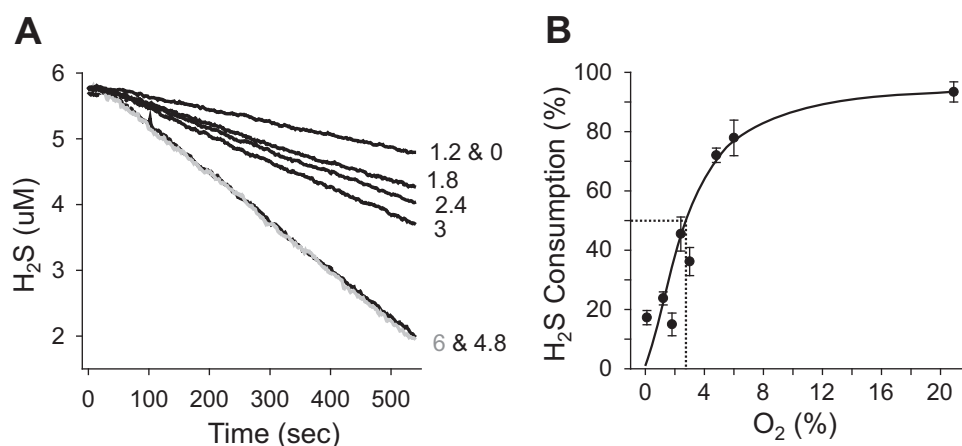 A
H₂S (uM)
6
5
4
3
2
1.2 & 0
1.8
2.4
3
6 & 4.8
0 100 200 300 400 500
Time (sec)
B
H₂S Consumption (%)
100
80
60
40
20
0
0 4 8 12 16 20
O₂ (%)